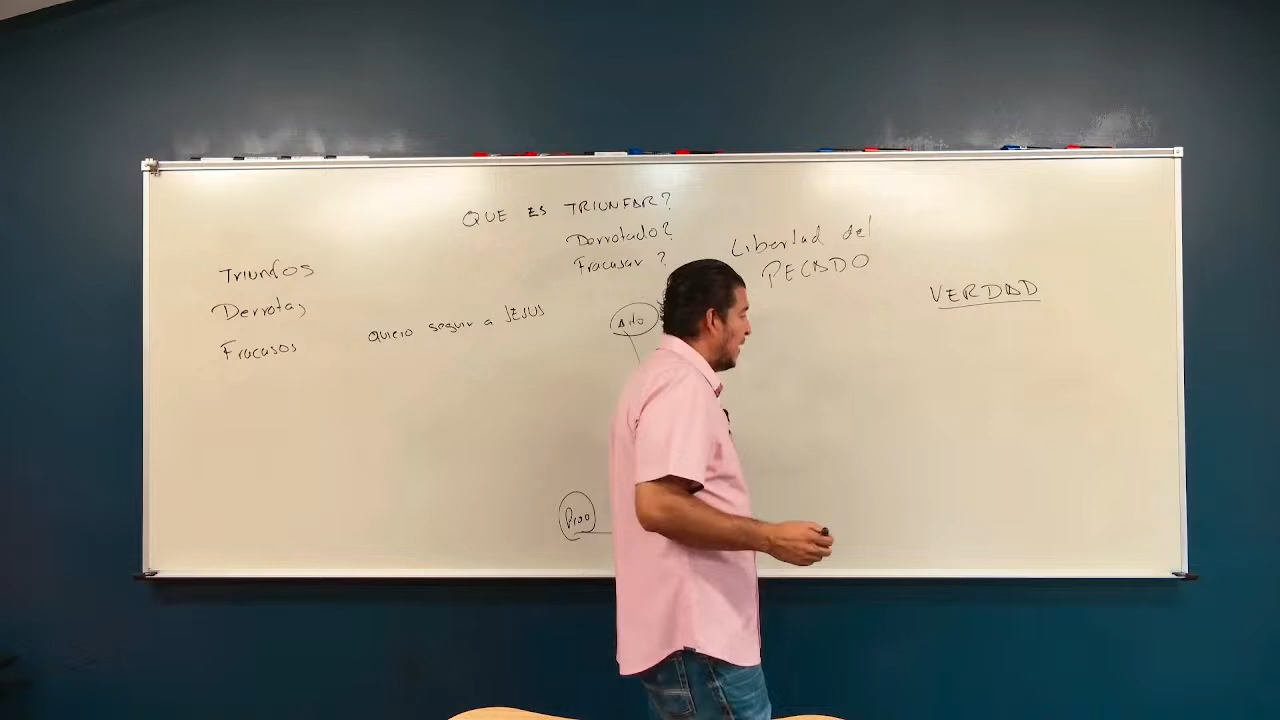 QUE ES TRIUNFAR?
Derrotado?
Fracasar ?
Libertad del
PECADO
VERDAD
Triunfos
Derrotas
Fracasos
quiero seguir a JESUS